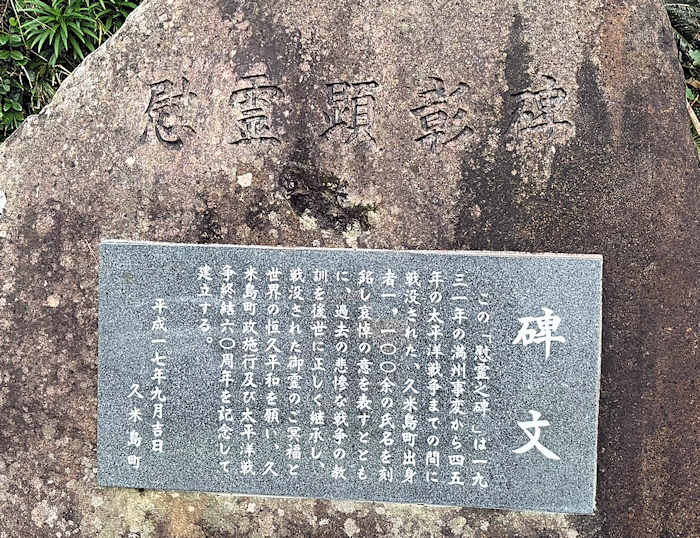 慰霊顕彰碑
碑文
この「慰霊之碑」は一九
三一年の満州事変から四五
年の太平洋戦争までの間に
戦没された、久米島町出身
者一，一〇〇余の氏名を刻
銘し哀悼の意を表すととも
に、過去の悲惨な戦争の教
訓を後世に正しく継承し、
戦没された御霊のご冥福と
世界の恒久平和を願い、久
米島町政施行及び太平洋戦
争終結六〇周年を記念して
建立する。
平成一七年九月吉日
久米島町